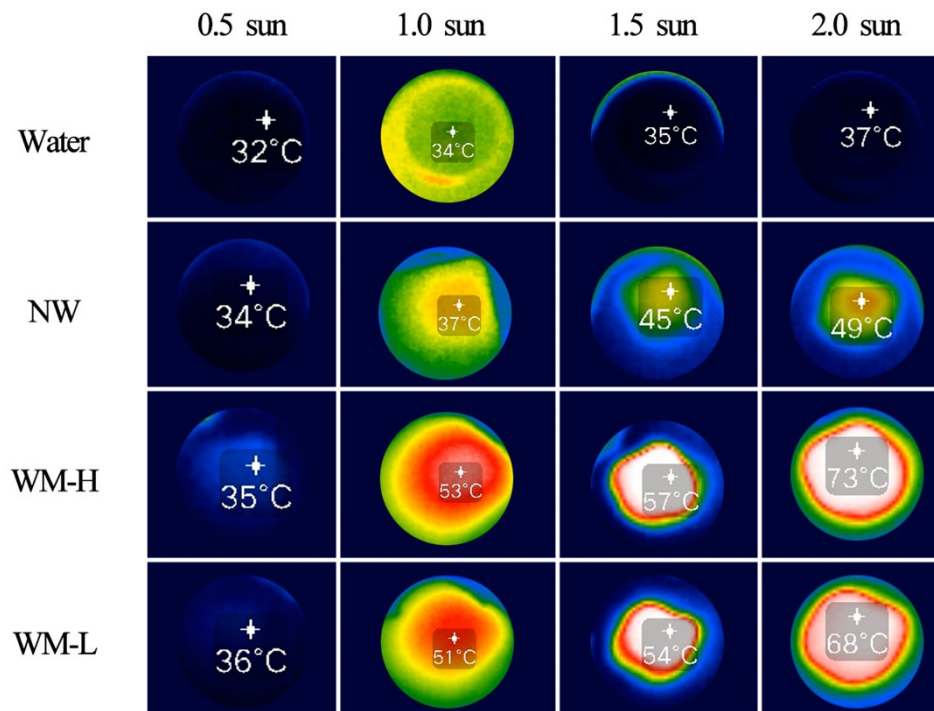 0.5 sun 1.0 sun 1.5 sun 2.0 sun
Water 32°C 34°C 35°C 37°C
NW 34°C 37°C 45°C 49°C
WM-H 35°C 53°C 57°C 73°C
WM-L 36°C 51°C 54°C 68°C